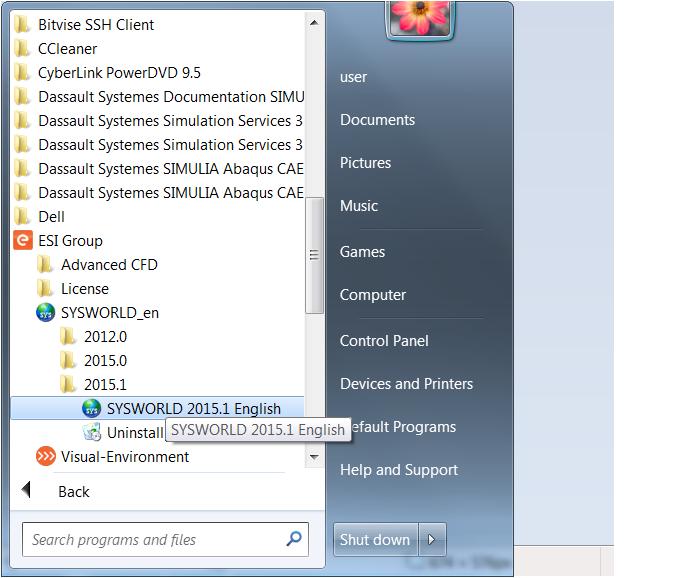 Bitvise SSH Client
CCleaner
CyberLink PowerDVD 9.5
Dassault Systemes Documentation SIMU
Dassault Systemes Simulation Services 3
Dassault Systemes Simulation Services 3
Dassault Systemes SIMULIA Abaqus CAE
Dassault Systemes SIMULIA Abaqus CAE
Dell
ESI Group
Advanced CFD
License
SYSWORLD_en
2012.0
2015.0
2015.1
SYSWORLD 2015.1 English
Uninstall
SYSWORLD 2015.1 English
Visual-Environment
Back
Search programs and files
user
Documents
Pictures
Music
Games
Computer
Control Panel
Devices and Printers
efault Programs
Help and Support
Shut down